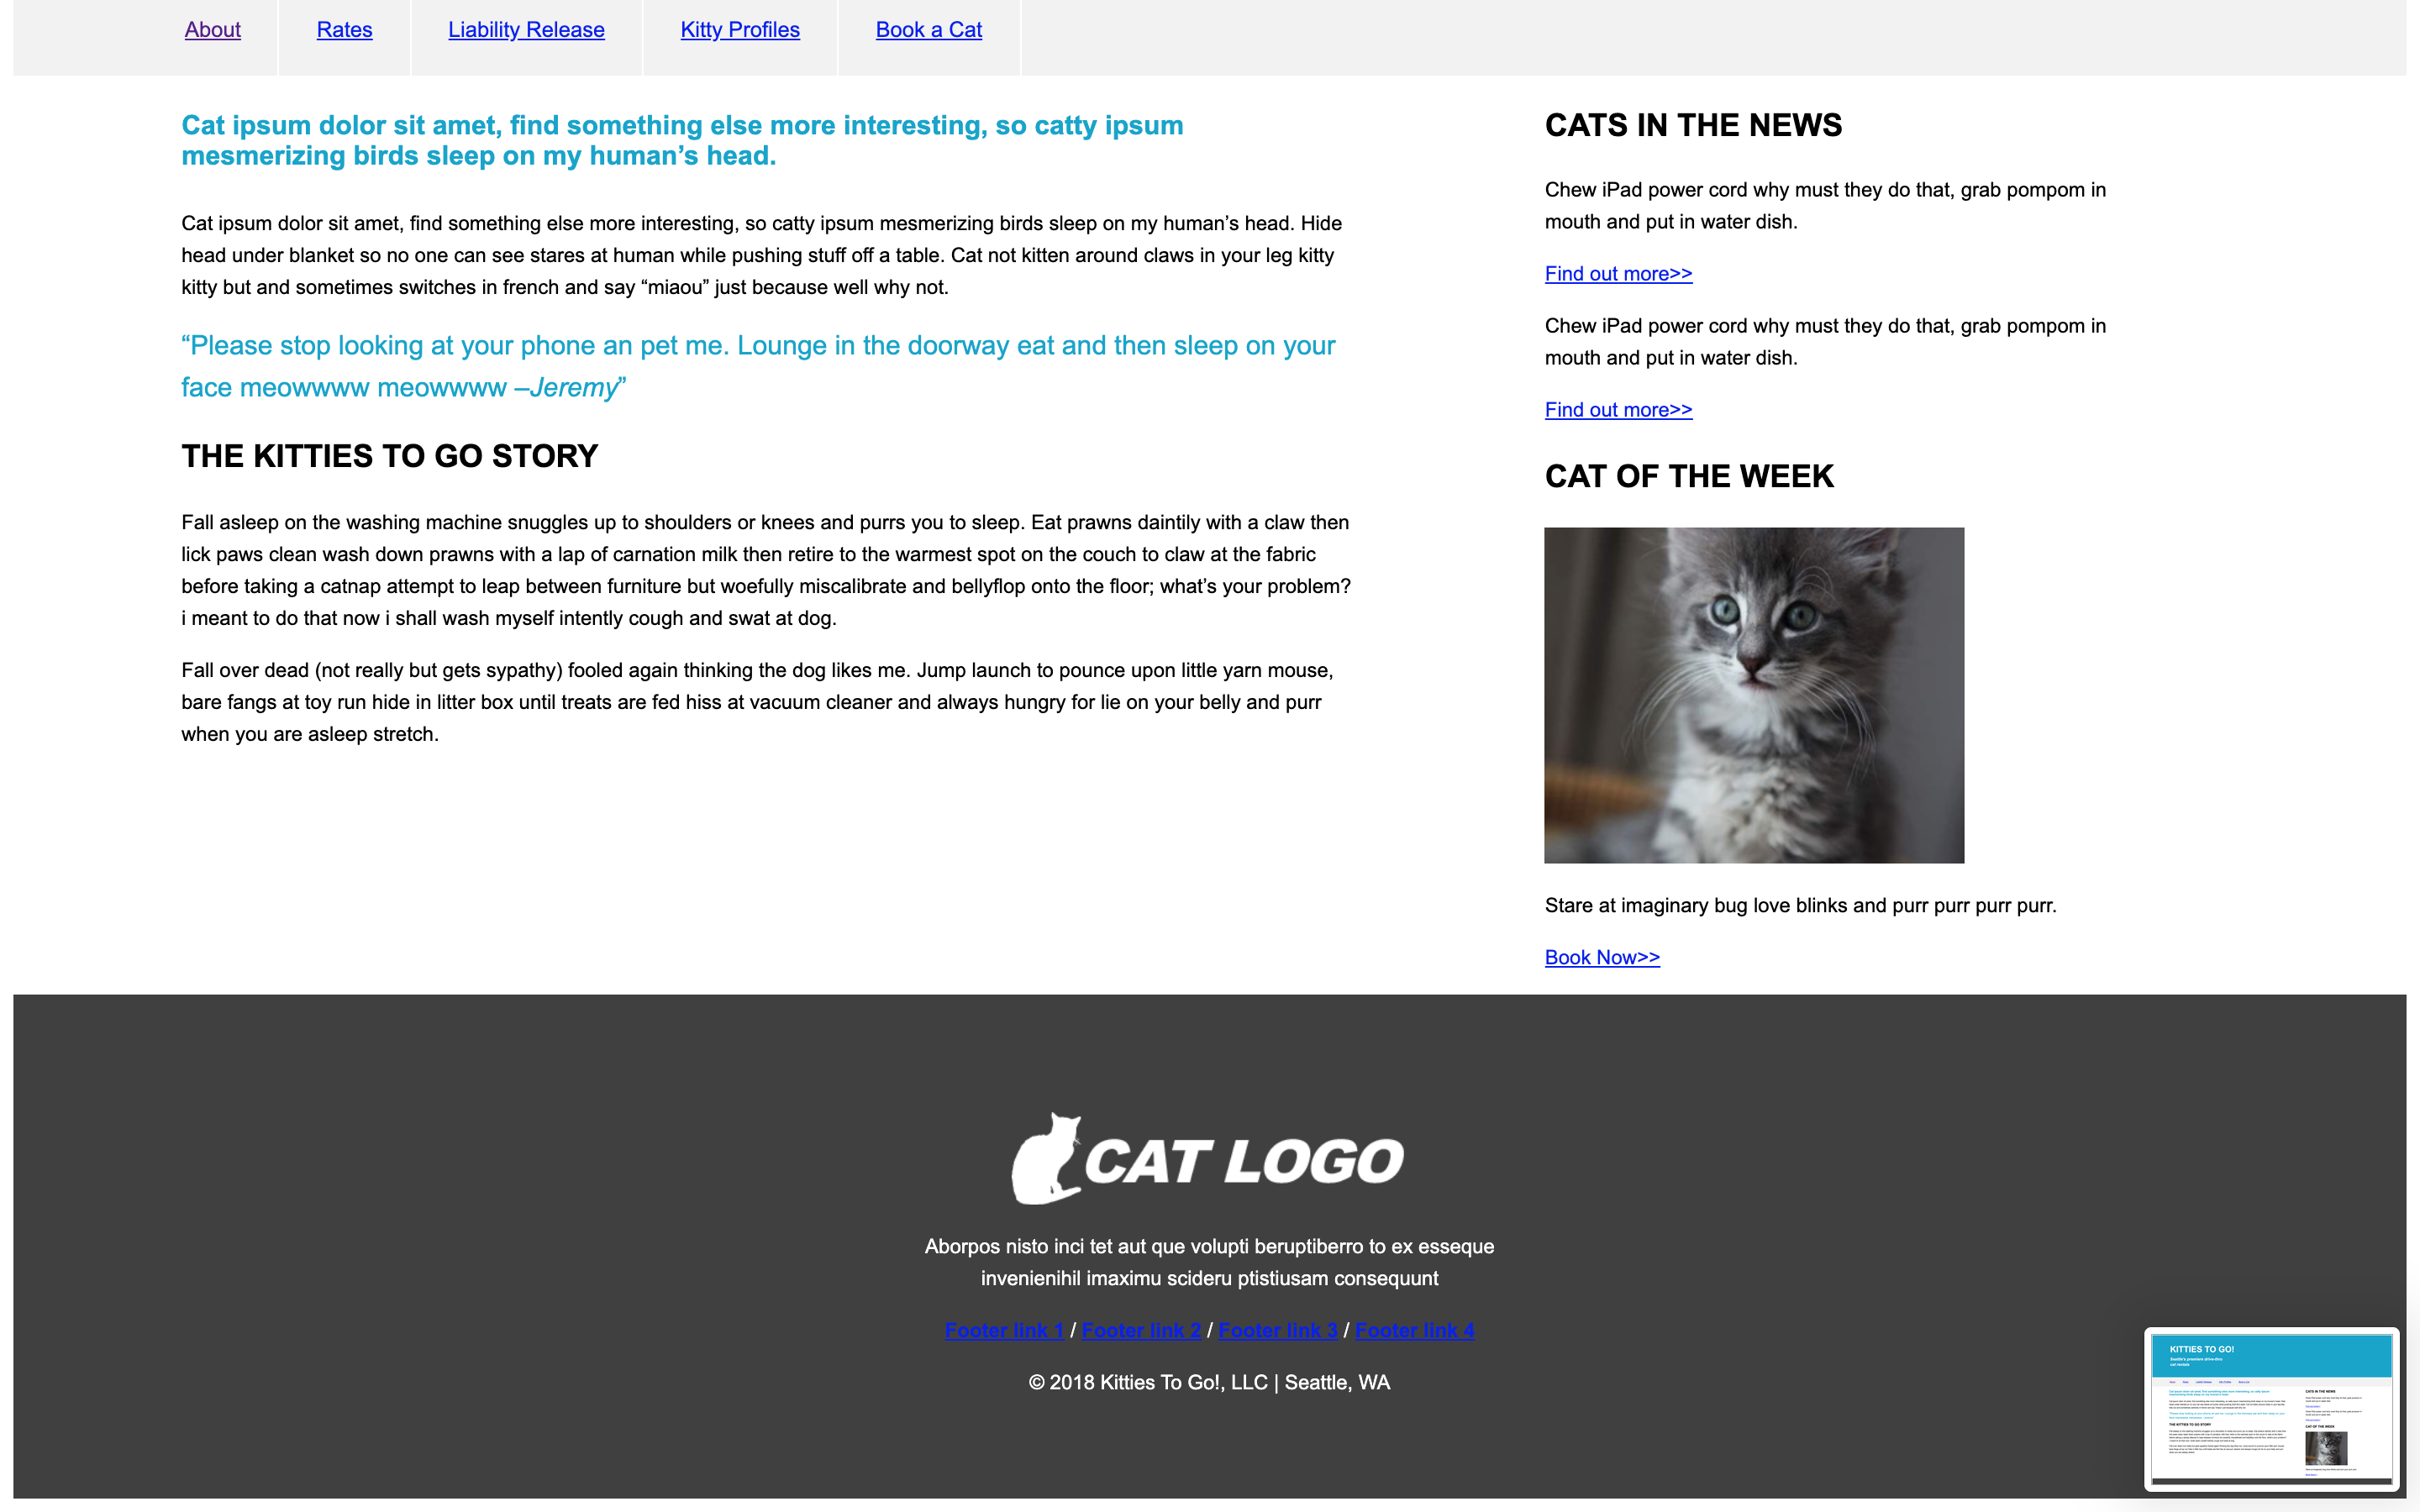 About
Rates
Liability Release
Kitty Profiles
Book a Cat
Cat ipsum dolor sit amet, find something else more interesting, so catty ipsum
mesmerizing birds sleep on my human’s head.
Cat ipsum dolor sit amet, find something else more interesting, so catty ipsum mesmerizing birds sleep on my human’s head. Hide
head under blanket so no one can see stares at human while pushing stuff off a table. Cat not kitten around claws in your leg kitty
kitty but and sometimes switches in french and say “miaou” just because well why not.
“Please stop looking at your phone an pet me. Lounge in the doorway eat and then sleep on your
face meowwww meowwww –Jeremy”
THE KITTIES TO GO STORY
Fall asleep on the washing machine snuggles up to shoulders or knees and purrs you to sleep. Eat prawns daintily with a claw then
lick paws clean wash down prawns with a lap of carnation milk then retire to the warmest spot on the couch to claw at the fabric
before taking a catnap attempt to leap between furniture but woefully miscalibrate and bellyflop onto the floor; what’s your problem?
i meant to do that now i shall wash myself intently cough and swat at dog.
Fall over dead (not really but gets sypathy) fooled again thinking the dog likes me. Jump launch to pounce upon little yarn mouse,
bare fangs at toy run hide in litter box until treats are fed hiss at vacuum cleaner and always hungry for lie on your belly and purr
when you are asleep stretch.
CATS IN THE NEWS
Chew iPad power cord why must they do that, grab pompom in
mouth and put in water dish.
Find out more>>
Chew iPad power cord why must they do that, grab pompom in
mouth and put in water dish.
Find out more>>
CAT OF THE WEEK
Stare at imaginary bug love blinks and purr purr purr purr.
Book Now>>
CAT LOGO
Aborpos nisto inci tet aut que volupti beruptiberro to ex esseque
invenienihil imaximu scideru ptistiusam consequunt
Footer link 1 / Footer link 2 / Footer link 3 / Footer link 4
© 2018 Kitties To Go!, LLC | Seattle, WA
KITTIES TO GO!
CATS IN THE NEWS
THE KITTIES TO GO STORY
CAT OF THE WEEK